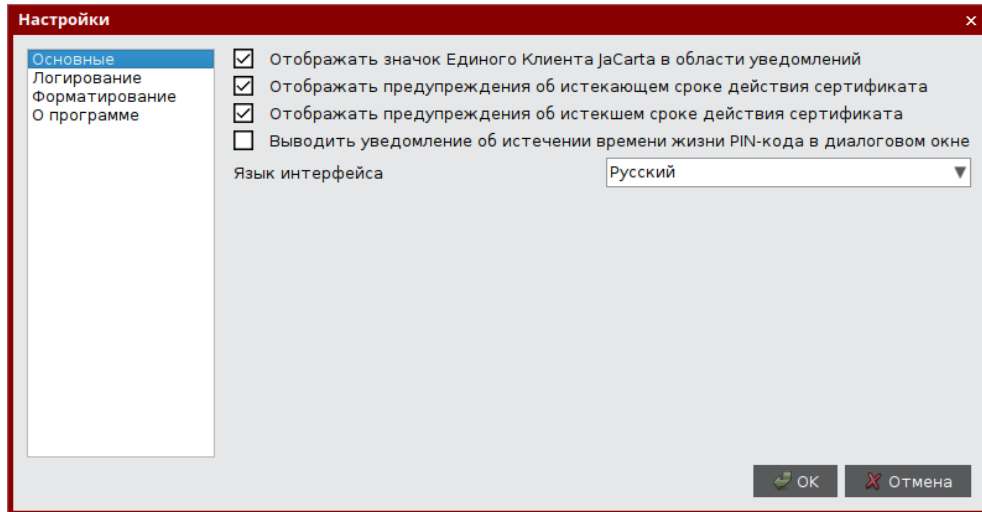 Настройки
Основные
Логирование
Форматирование
О программе
Отображать значок Единого Клиента JaCarta в области уведомлений
Отображать предупреждения об истекающем сроке действия сертификата
Отображать предупреждения об истекшем сроке действия сертификата
Выводить уведомление об истечении времени жизни PIN-кода в диалоговом окне
Язык интерфейса Русский
OK Отмена